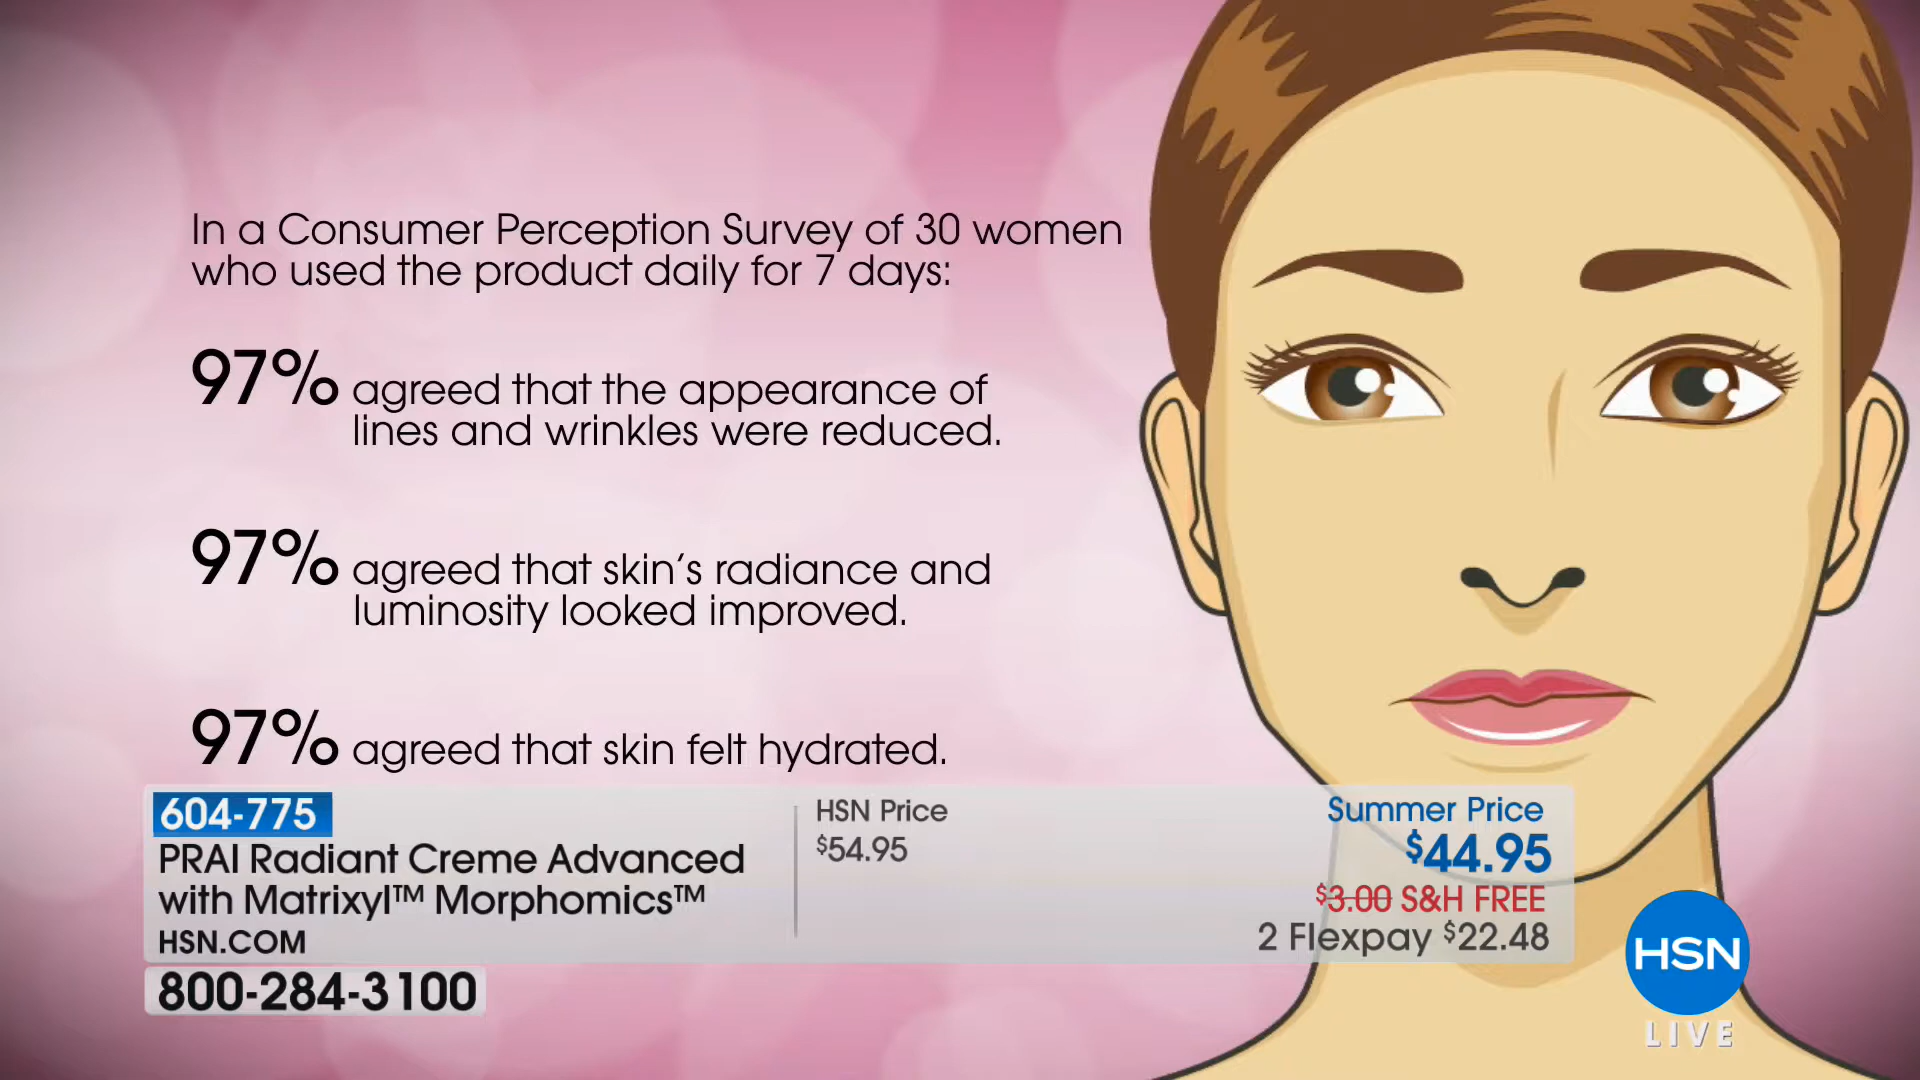 In a Consumer Perception Survey of 30 women
who used the product daily for 7 days:
97% agreed that the appearance of
lines and wrinkles were reduced.
97% agreed that skin's radiance and
luminosity looked improved.
97% agreed that skin felt hydrated.
604-775
PRAI Radiant Creme Advanced
with Matrixyl™ Morphomics™
HSN.COM
800-284-3100
HSN Price
$54.95
Summer Price
$44.95
$3.00 S&H FREE
2 Flexpay $22.48
HSN
LIVE